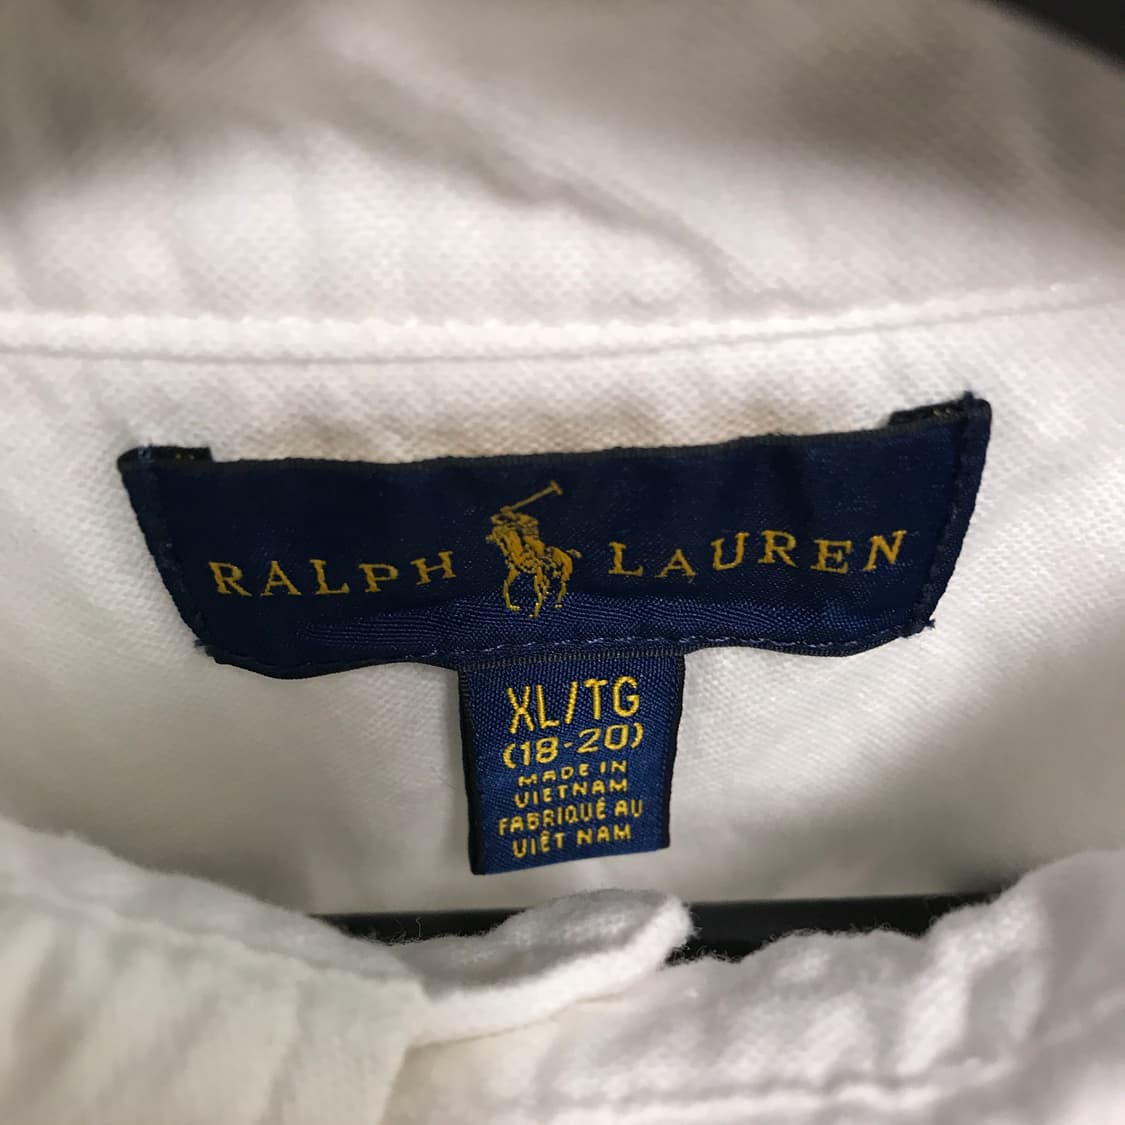 RALPH LAUREN
XL/TG
(18-20)
MADE IN
VIETNAM
FABRIQUÉ AU
VIÊT NAM